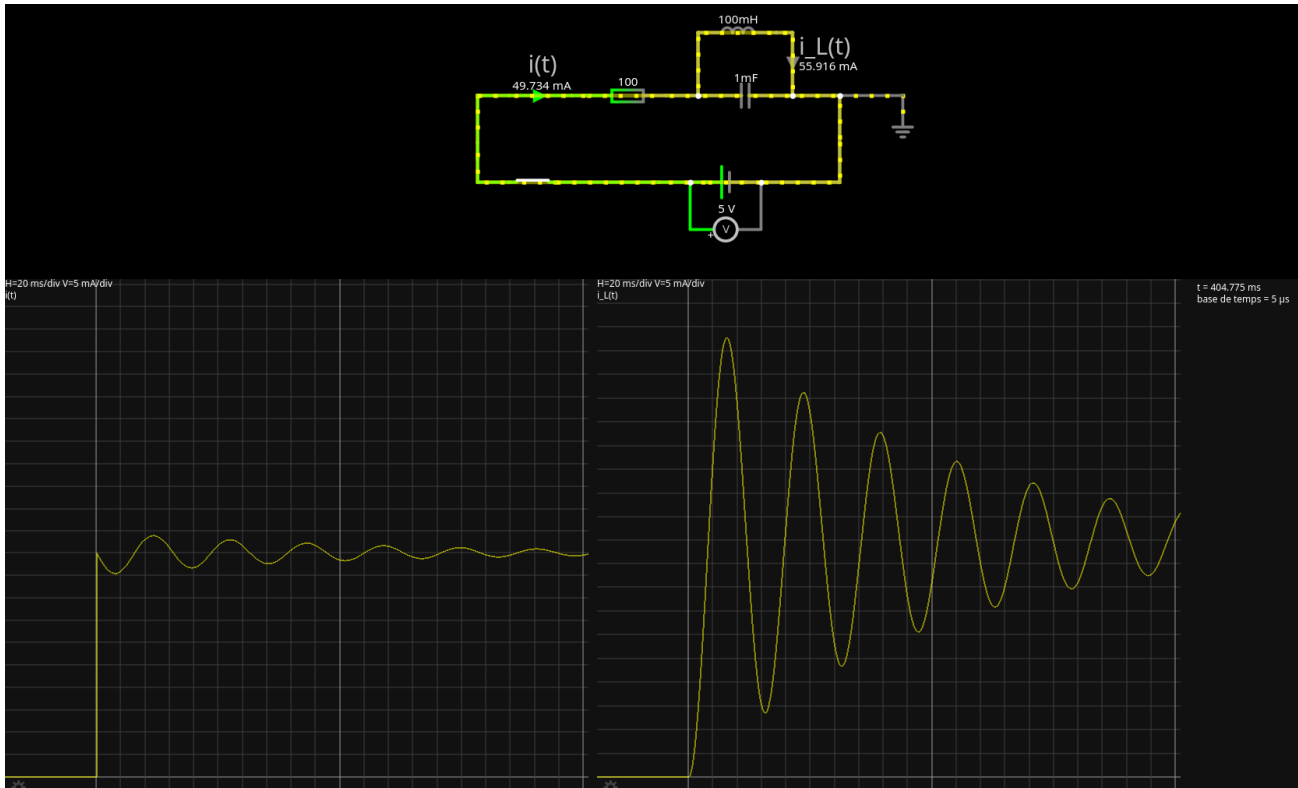 100mH
i_L(t)
55.916 mA
i(t)
49.734 mA
100
1mF
5 V
V
+
H=20 ms/div V=5 mA/div
i(t)
H=20 ms/div V=5 mA/div
i_L(t)
t = 404.775 ms
base de temps = 5 µs